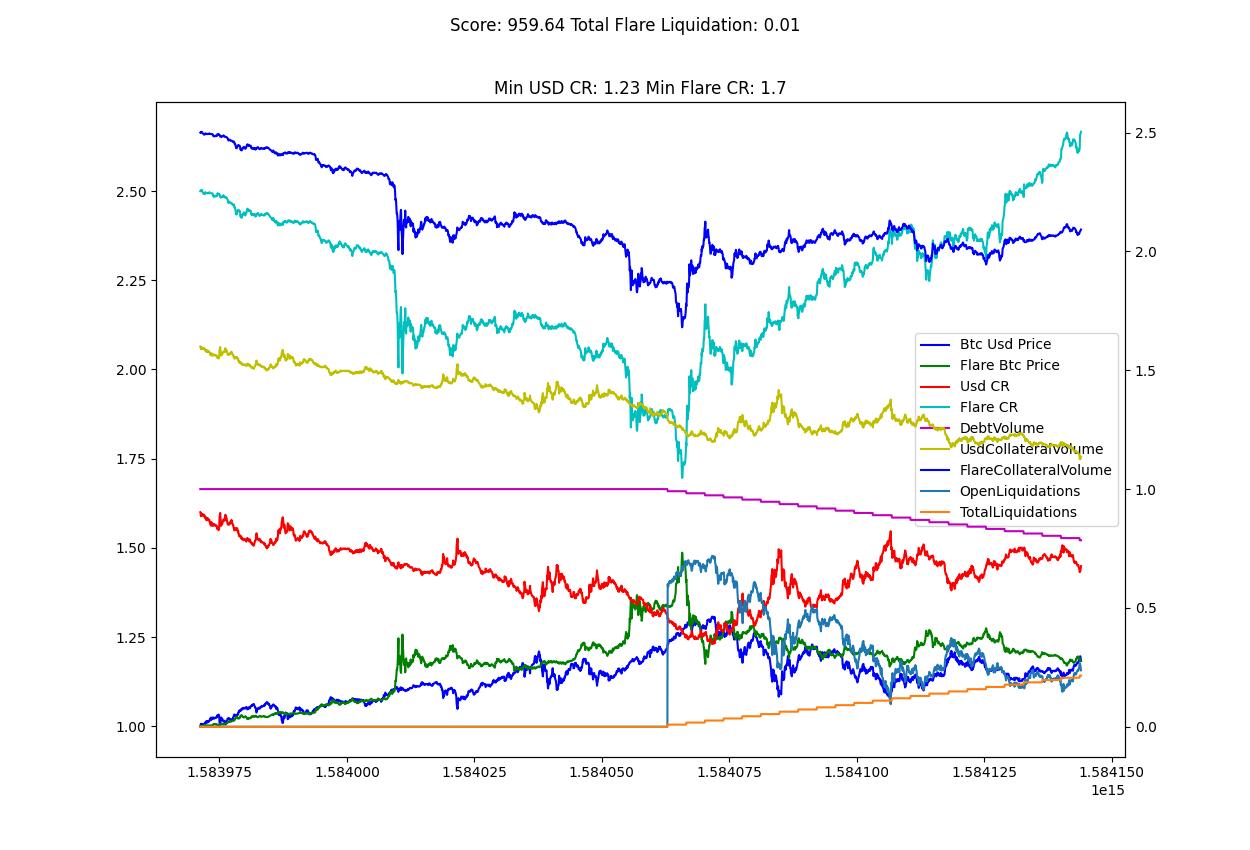 Score: 959.64 Total Flare Liquidation: 0.01
Min USD CR: 1.23 Min Flare CR: 1.7
2.50
2.25
2.00
1.75
1.50
1.25
1.00
2.5
2.0
1.5
1.0
0.5
0.0
Btc Usd Price
Flare Btc Price
Usd CR
Flare CR
DebtVolume
UsdCollateralVolume
FlareCollateralVolume
OpenLiquidations
TotalLiquidations
1.583975 1.584000 1.584025 1.584050 1.584075 1.584100 1.584125 1.584150
1e15